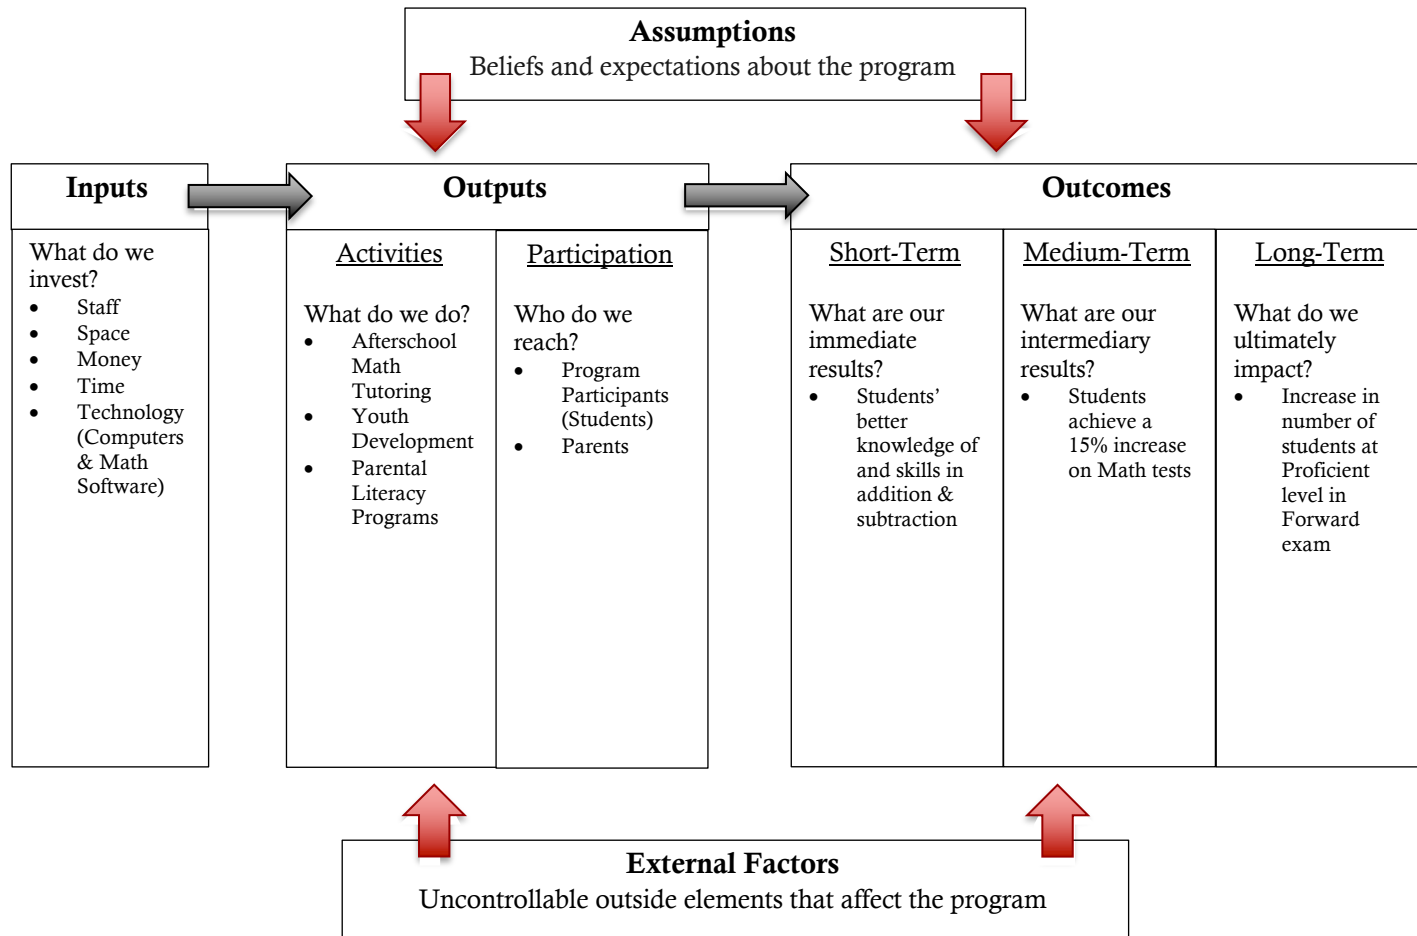 Assumptions
Beliefs and expectations about the program
Inputs
Outputs
Outcomes
What do we
invest?
• Staff
• Space
• Money
• Time
• Technology
(Computers
& Math
Software)
Activities
What do we do?
• Afterschool
Math
Tutoring
• Youth
Development
• Parental
Literacy
Programs
Participation
Who do we
reach?
• Program
Participants
(Students)
• Parents
Short-Term
What are our
immediate
results?
• Students’
better
knowledge of
and skills in
addition &
subtraction
Medium-Term
What are our
intermediary
results?
• Students
achieve a
15% increase
on Math tests
Long-Term
What do we
ultimately
impact?
• Increase in
number of
students at
Proficient
level in
Forward
exam
External Factors
Uncontrollable outside elements that affect the program